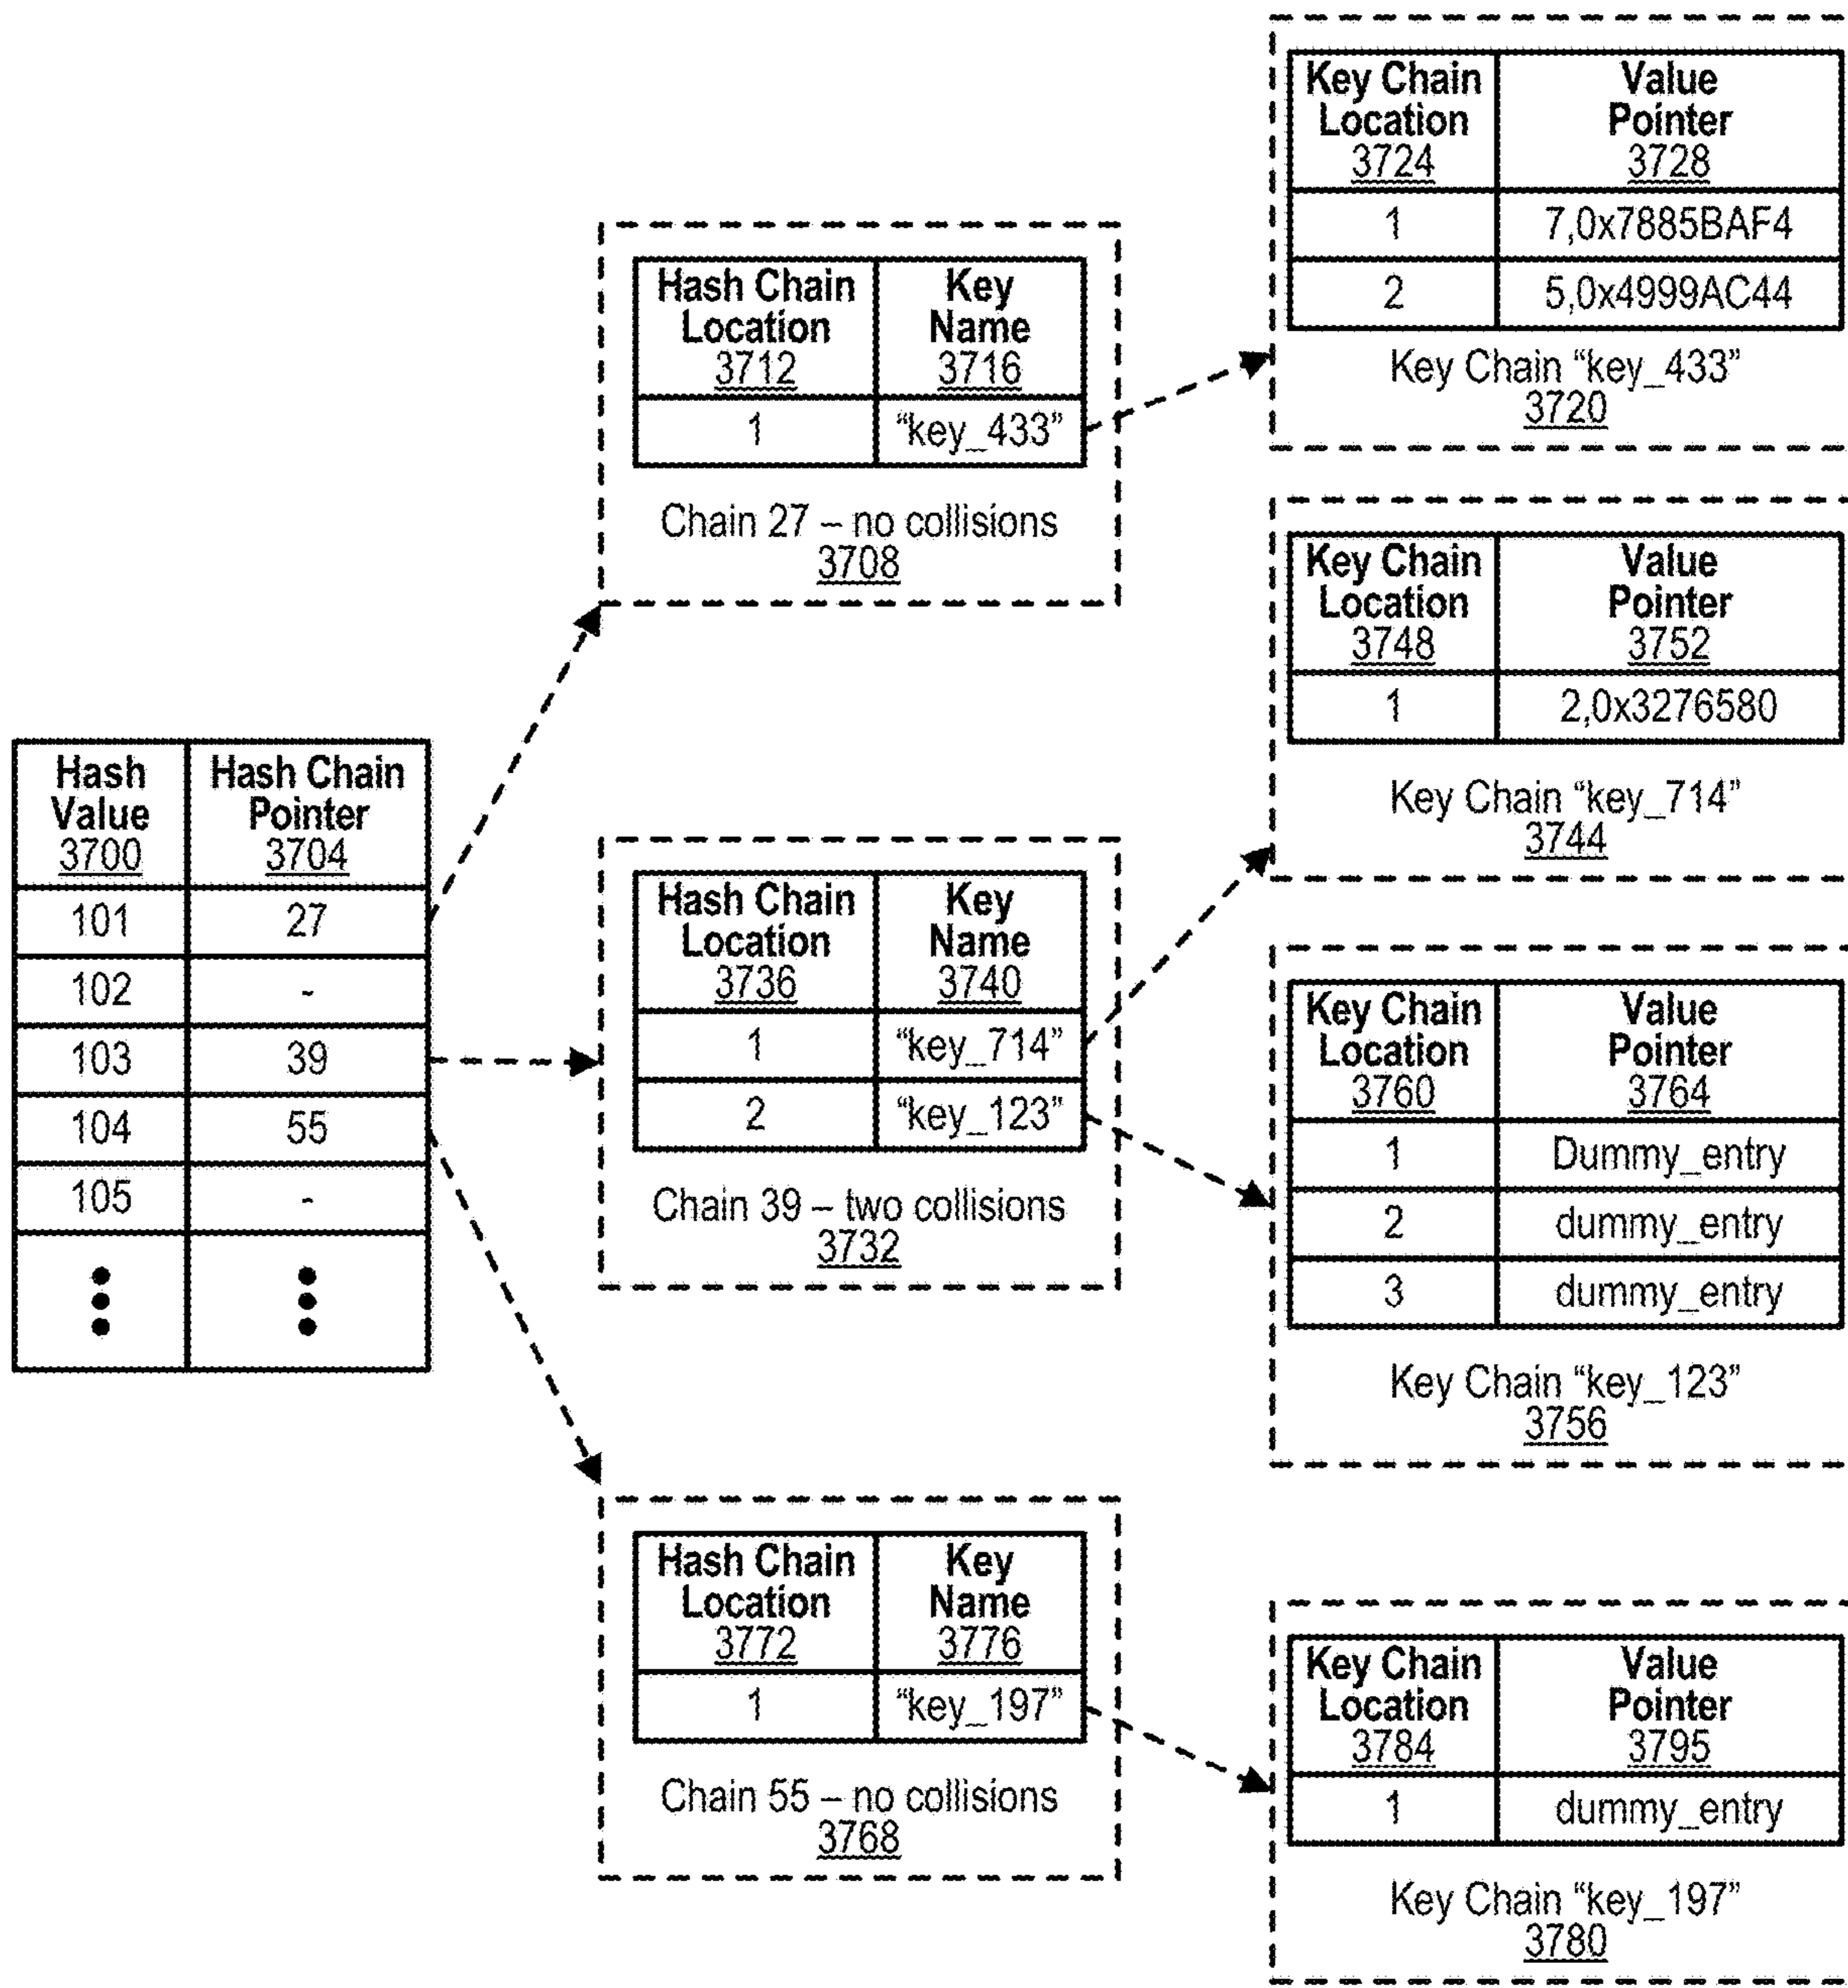 Hash Value 3700 | Hash Chain Pointer 3704
101 | 27
102 | -
103 | 39
104 | 55
105 | -
Hash Chain Location 3712 | Key Name 3716
1 | “key_433”
Chain 27 – no collisions
3708
Hash Chain Location 3736 | Key Name 3740
1 | “key_714”
2 | “key_123”
Chain 39 – two collisions
3732
Hash Chain Location 3772 | Key Name 3776
1 | “key_197”
Chain 55 – no collisions
3768
Key Chain Location 3724 | Value Pointer 3728
1 | 7,0x7885BAF4
2 | 5,0x4999AC44
Key Chain “key_433”
3720
Key Chain Location 3748 | Value Pointer 3752
1 | 2,0x3276580
Key Chain “key_714”
3744
Key Chain Location 3760 | Value Pointer 3764
1 | Dummy_entry
2 | dummy_entry
3 | dummy_entry
Key Chain “key_123”
3756
Key Chain Location 3784 | Value Pointer 3795
1 | dummy_entry
Key Chain “key_197”
3780